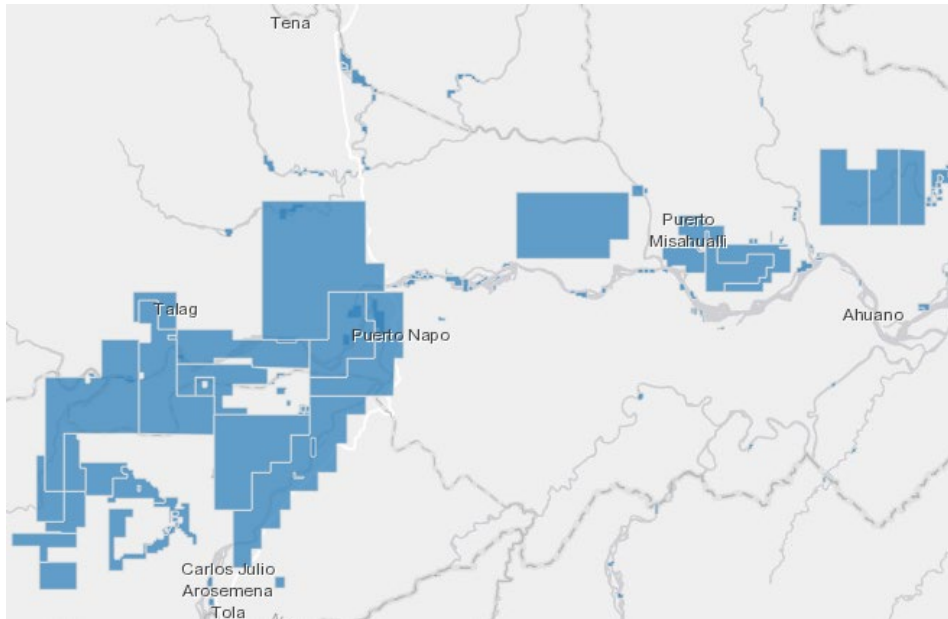 Tena
Puerto
Misahualli
Talag
Ahuano
Puerto Napo
Carlos Julio
Arosemena
Tola